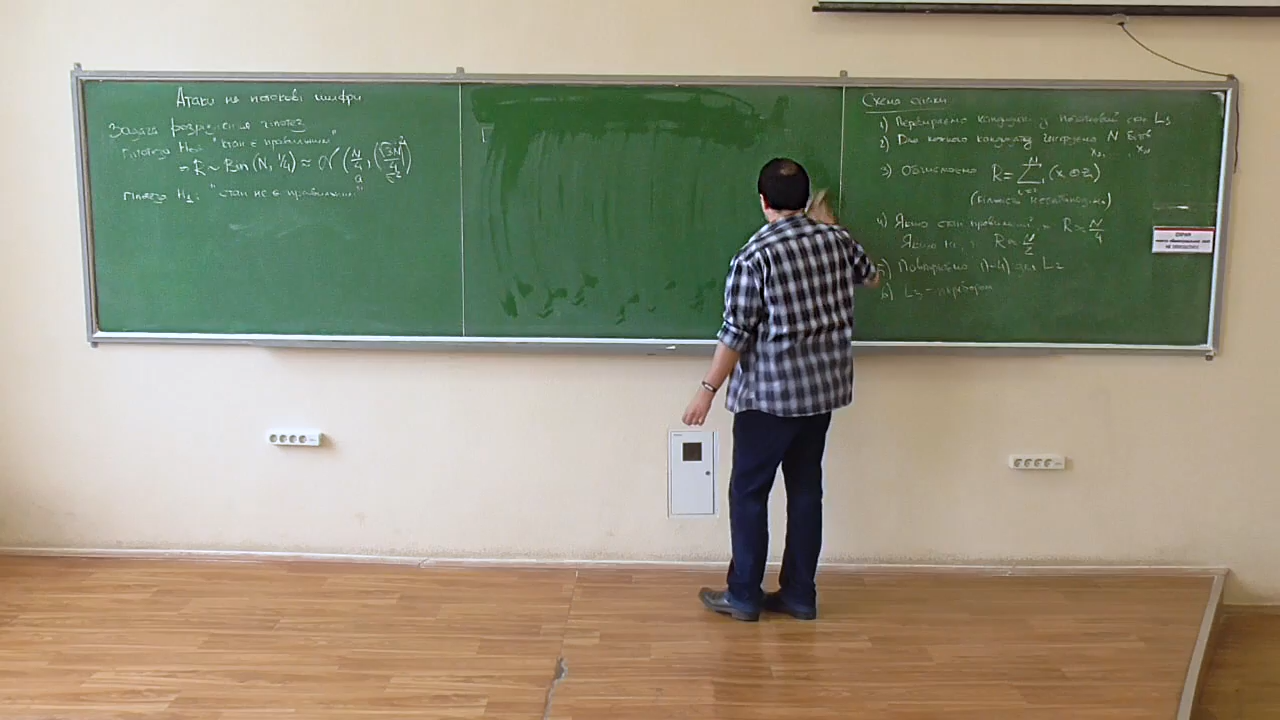 Атаки на потокові шифри
Задача розрізнення гіпотез
Гіпотеза H₀: "стан є правильним"
⇒ R ~ Bin(N, 1/4) ≈ N(N/4, (√3N/4)²)
a σ²
Гіпотеза H₁: "стан не є правильним"
Схема атаки
1) Перебираємо кандидата у початковий стан L₁
2) Для кожного кандидата генеруємо N бітів
x₁, , x_N
3) Обчислюємо R = Σ (x ⊕ z)
(кількість неспівпадінь)
4) Якщо стан правильний, R ≈ N/4
Якщо ні, R ≈ N/2
5) Повторюємо 1)-4) для L₂
6) L₃ - перебором